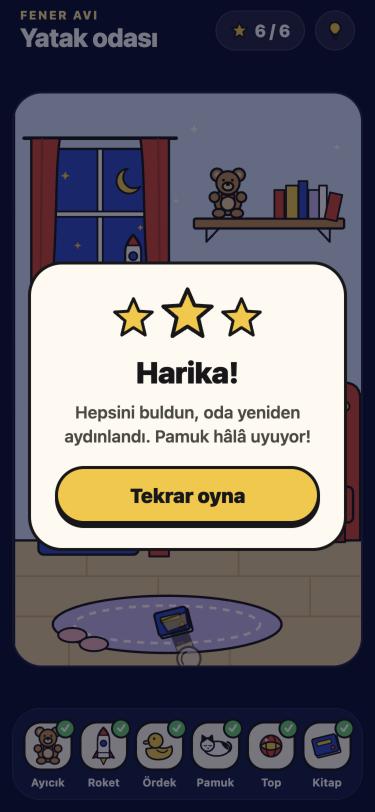 FENER AVI
Yatak odası
6 / 6
Harika!
Hepsini buldun, oda yeniden
aydınlandı. Pamuk hâlâ uyuyor!
Tekrar oyna
Ayıcık
Roket
Ördek
Pamuk
Top
Kitap